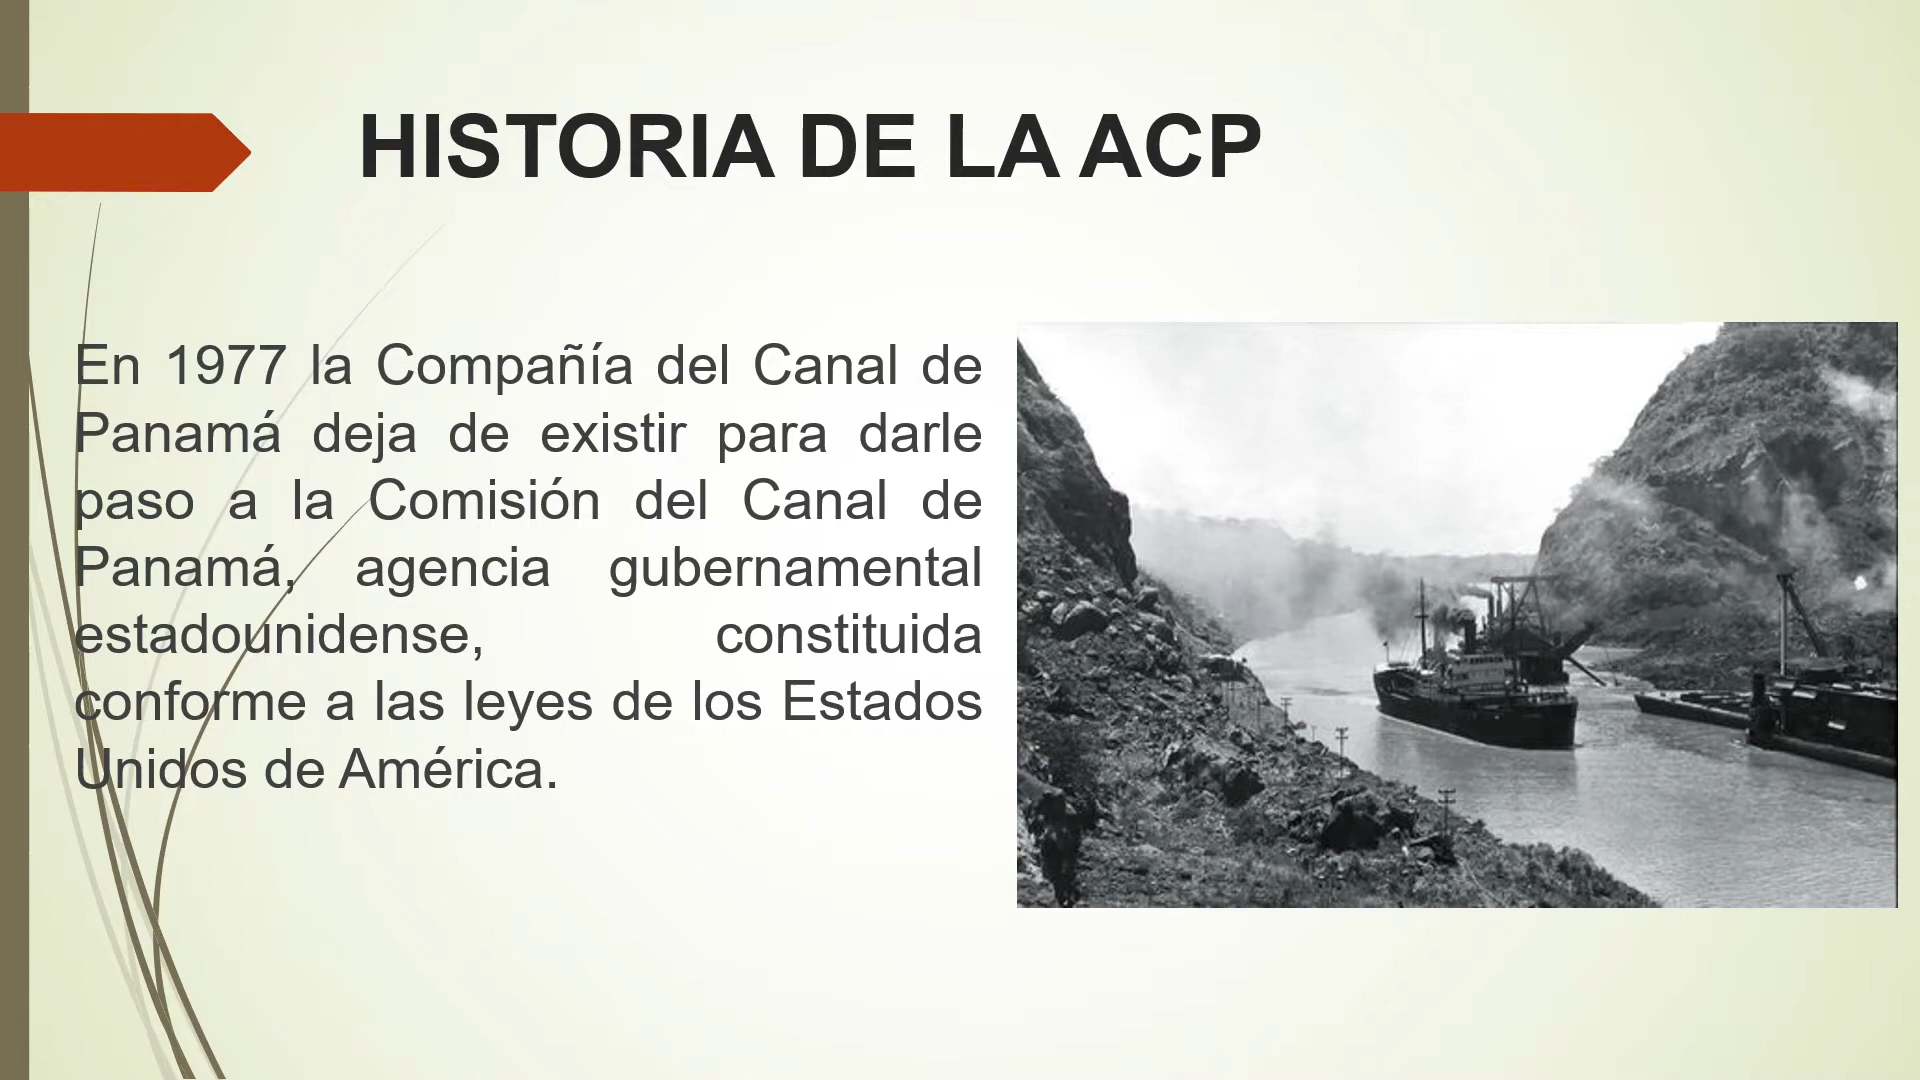 HISTORIA DE LA ACP
En 1977 la Compañía del Canal de
Panamá deja de existir para darle
paso a la Comisión del Canal de
Panamá, agencia gubernamental
estadounidense, constituida
conforme a las leyes de los Estados
Unidos de América.